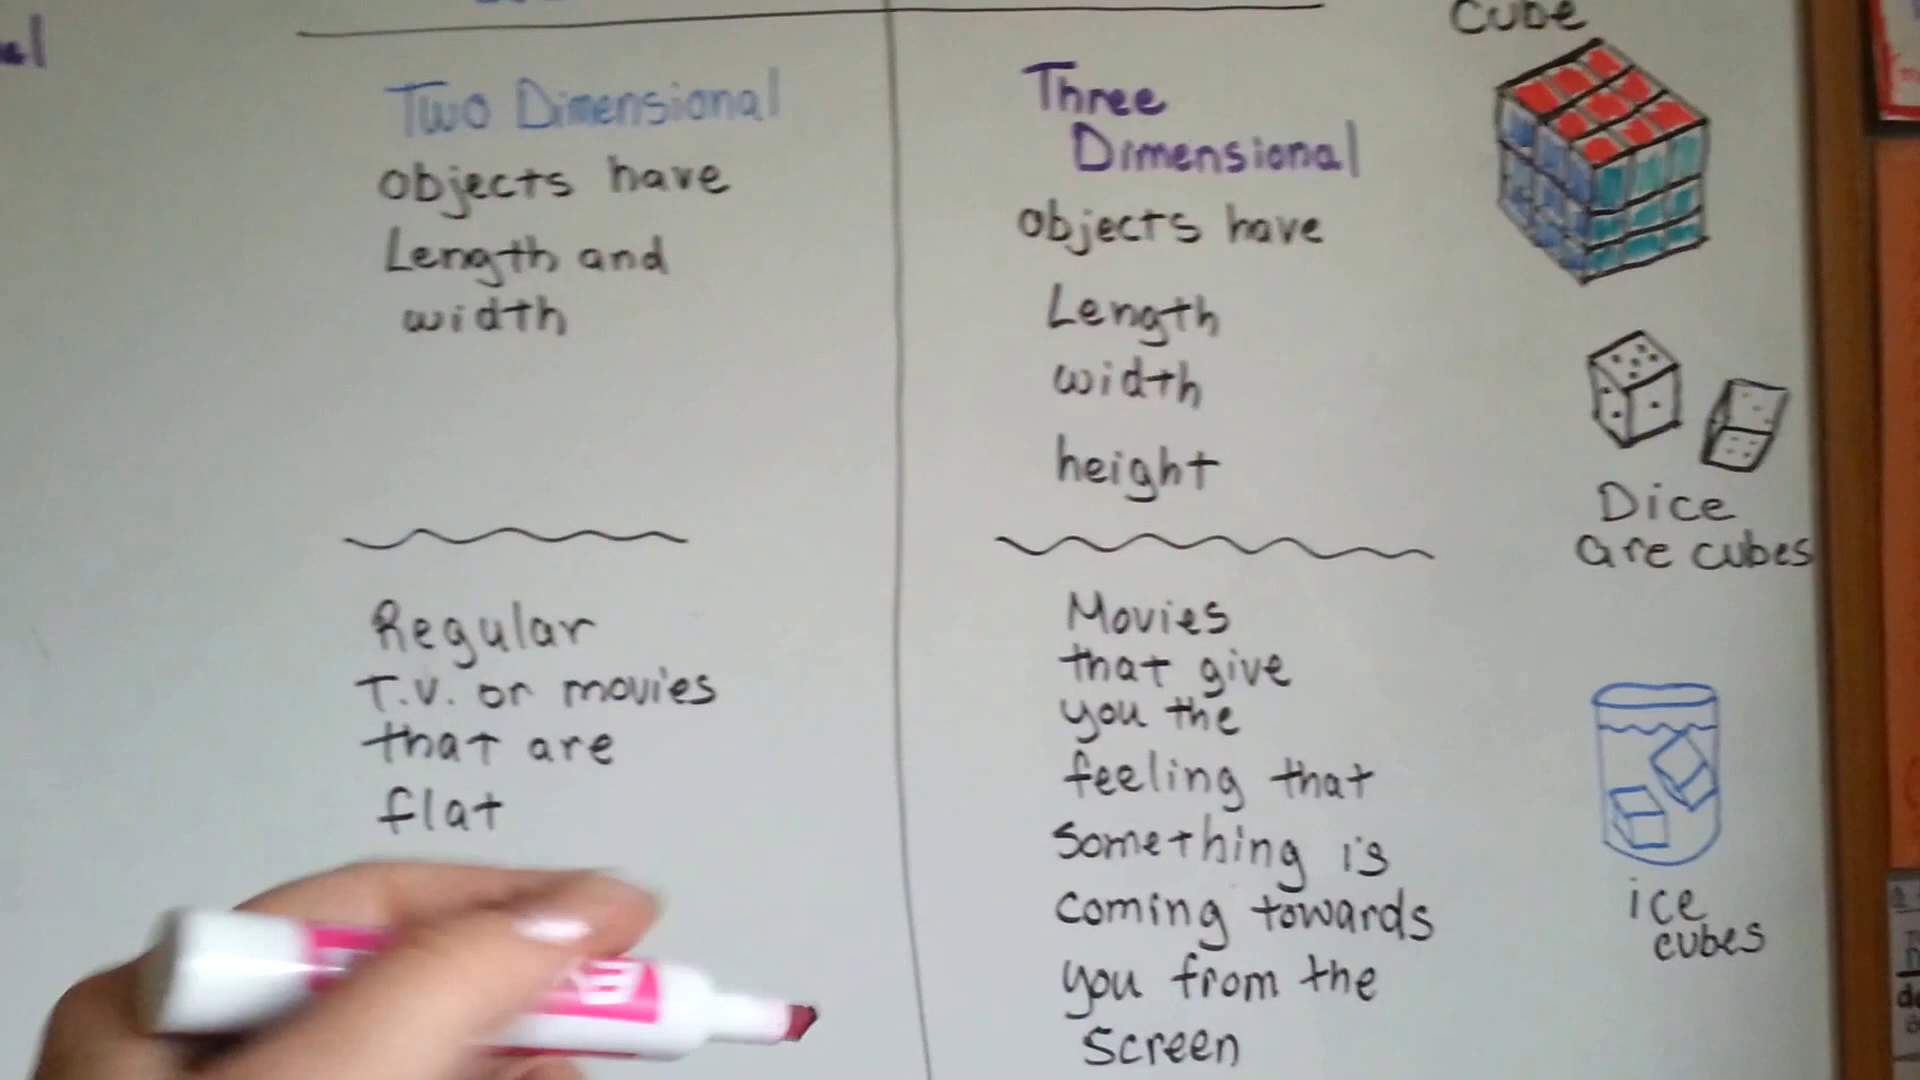 Two Dimensional
objects have
Length and
width
Regular
T.V. or movies
that are
flat
Three
Dimensional
objects have
Length
width
height
Movies
that give
you the
feeling that
something is
coming towards
you from the
screen
Cube
Dice
are cubes
ice
cubes